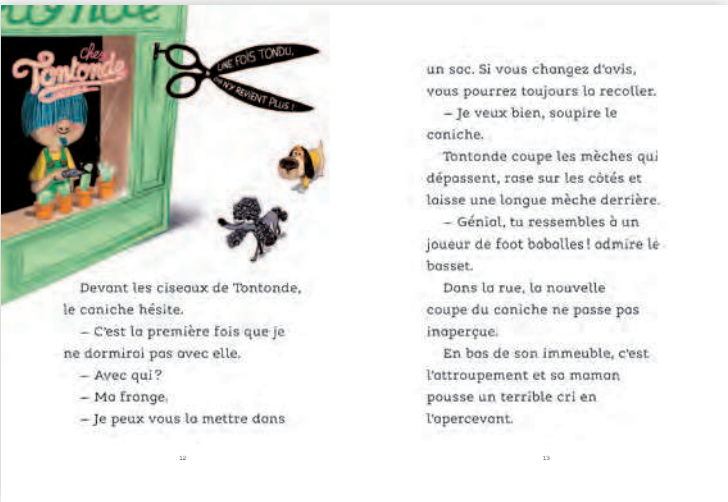 chez
Tontonde
UNE FOIS TONDU,
ON N'Y REVIENT PLUS !
Devant les ciseaux de Tontonde,
le caniche hésite.
– C'est la première fois que je
ne dormirai pas avec elle.
– Avec qui ?
– Ma frange.
– Je peux vous la mettre dans
12
un sac. Si vous changez d'avis,
vous pourrez toujours la recoller.
– Je veux bien, soupire le
caniche.
Tontonde coupe les mèches qui
dépassent, rase sur les côtés et
laisse une longue mèche derrière.
– Génial, tu ressembles à un
joueur de foot baballes ! admire le
basset.
Dans la rue, la nouvelle
coupe du caniche ne passe pas
inaperçue.
En bas de son immeuble, c'est
l'attroupement et sa maman
pousse un terrible cri en
l'apercevant.
13